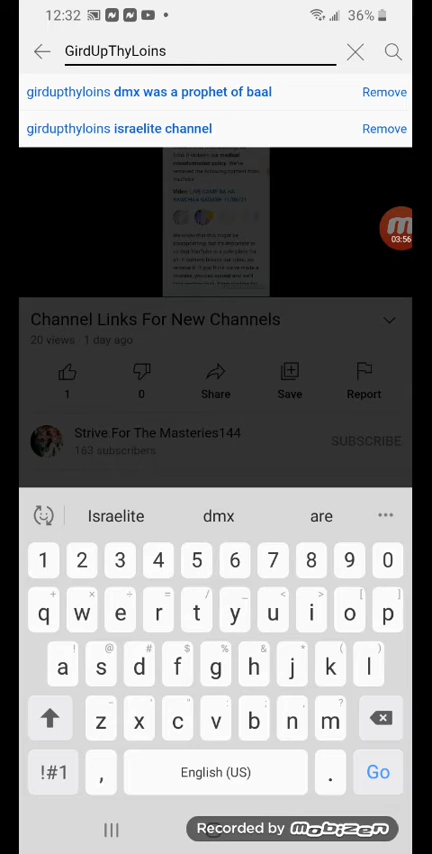 12:32 36%
GirdUpThyLoins
girdupthyloins dmx was a prophet of baal Remove
girdupthyloins israelite channel Remove
03:56
Channel Links For New Channels
20 views · 1 day ago
1 0 Share Save Report
Strive For The Masteries144
163 subscribers
SUBSCRIBE
Israelite dmx are
1 2 3 4 5 6 7 8 9 0
q w e r t y u i o p
a s d f g h j k l
z x c v b n m
!#1 , English (US) . Go
Recorded by mobizen